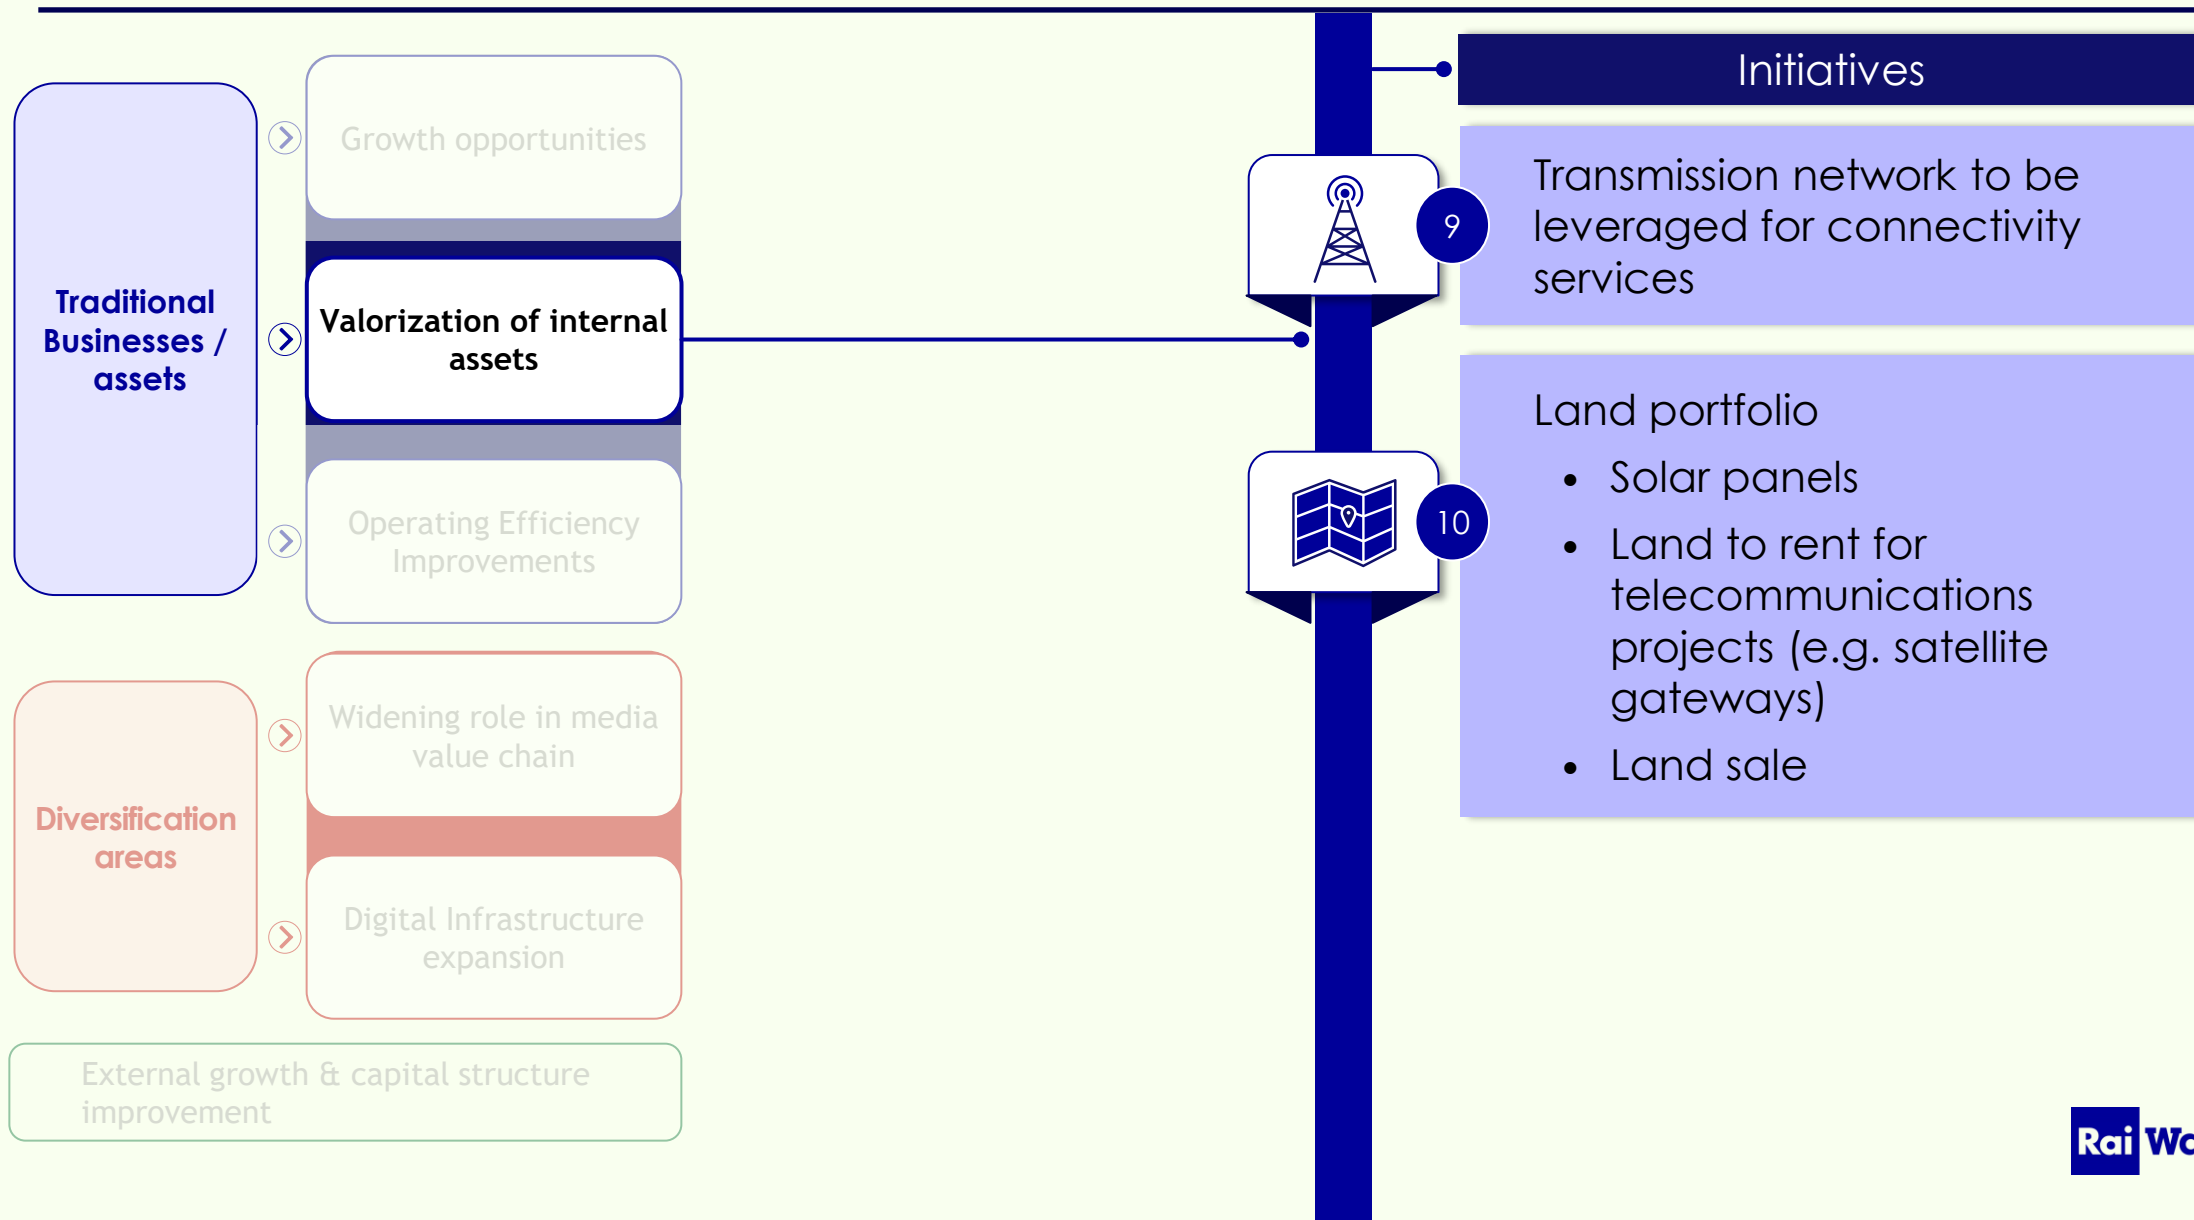 Initiatives
Growth opportunities
Traditional
Businesses /
assets
Valorization of internal
assets
Operating Efficiency
Improvements
Widening role in media
value chain
Diversification
areas
Digital Infrastructure
expansion
External growth & capital structure
improvement
9
Transmission network to be
leveraged for connectivity
services
10
Land portfolio
• Solar panels
• Land to rent for
telecommunications
projects (e.g. satellite
gateways)
• Land sale
Rai